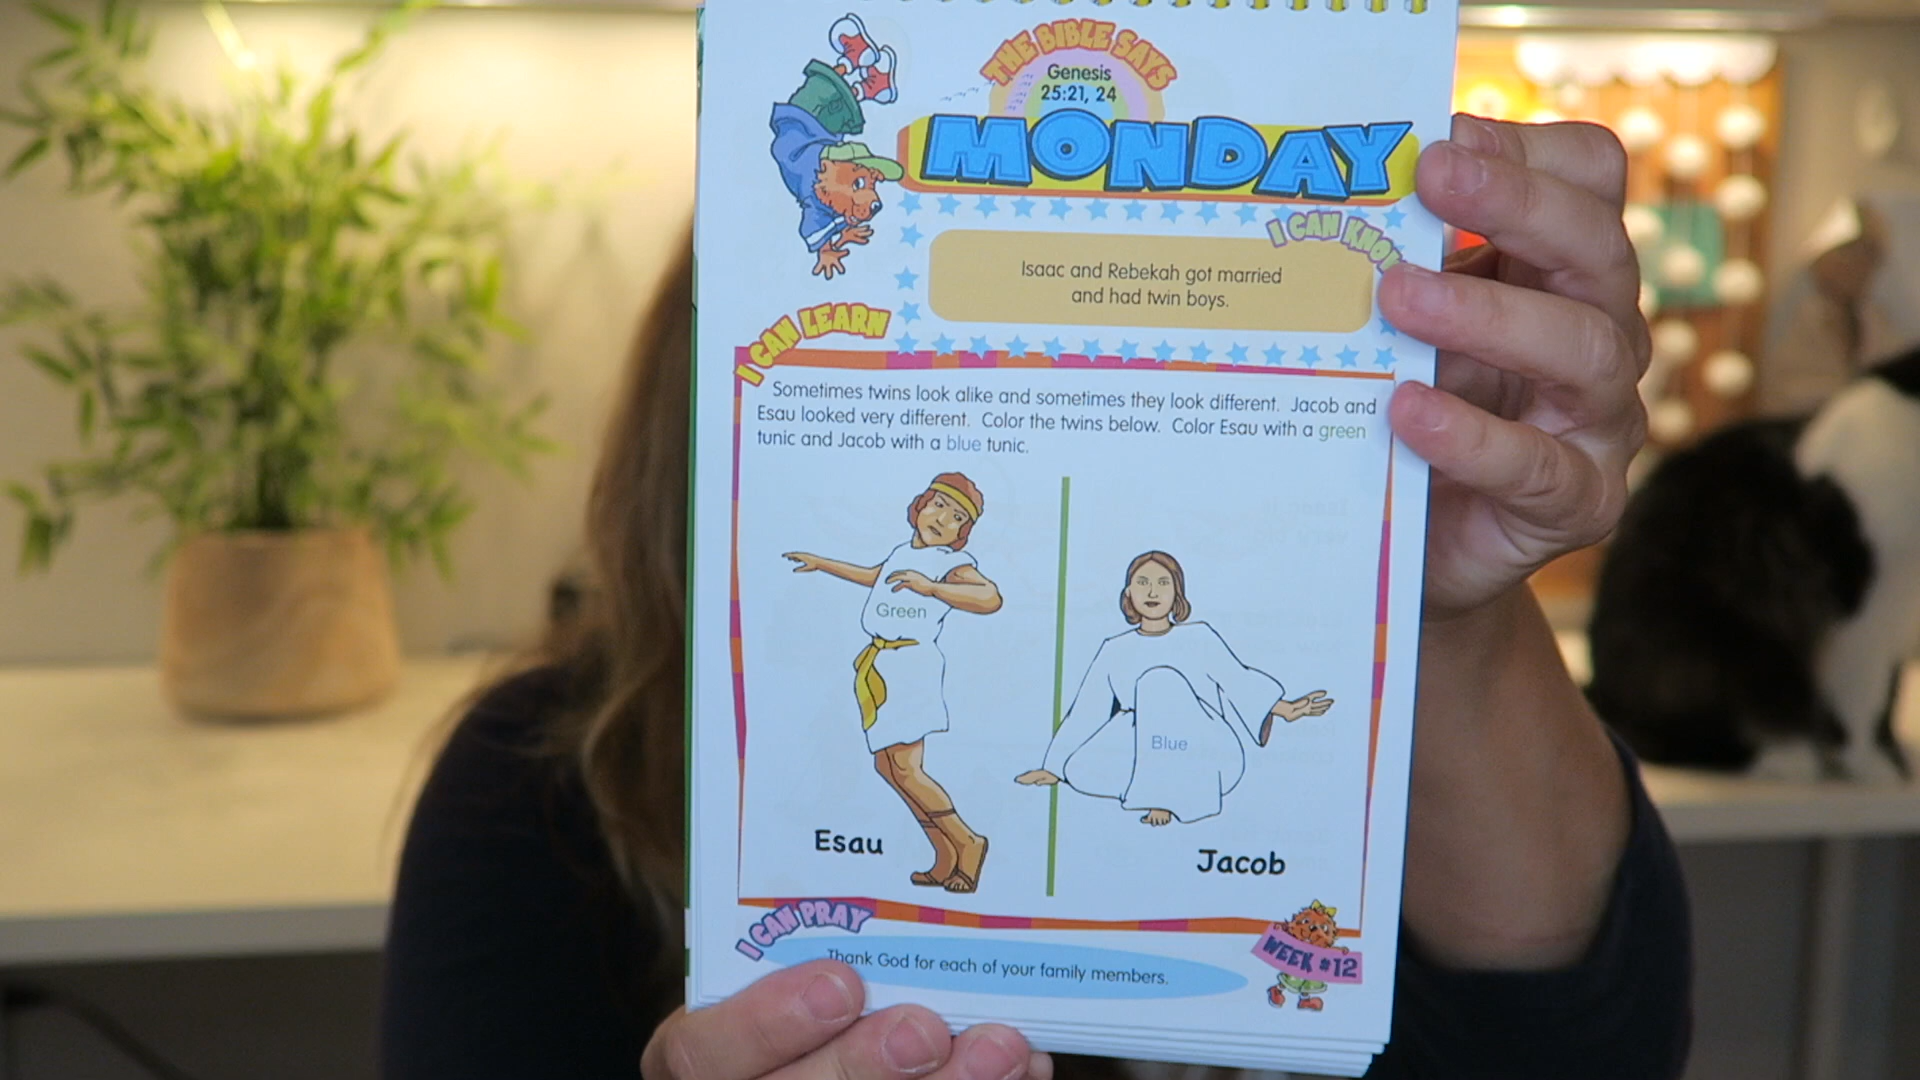 THE BIBLE SAYS
Genesis
25:21, 24
MONDAY
I CAN KNOW
Isaac and Rebekah got married
and had twin boys.
I CAN LEARN
Sometimes twins look alike and sometimes they look different. Jacob and
Esau looked very different. Color the twins below. Color Esau with a green
tunic and Jacob with a blue tunic.
Green
Blue
Esau
Jacob
I CAN PRAY
Thank God for each of your family members.
WEEK #12